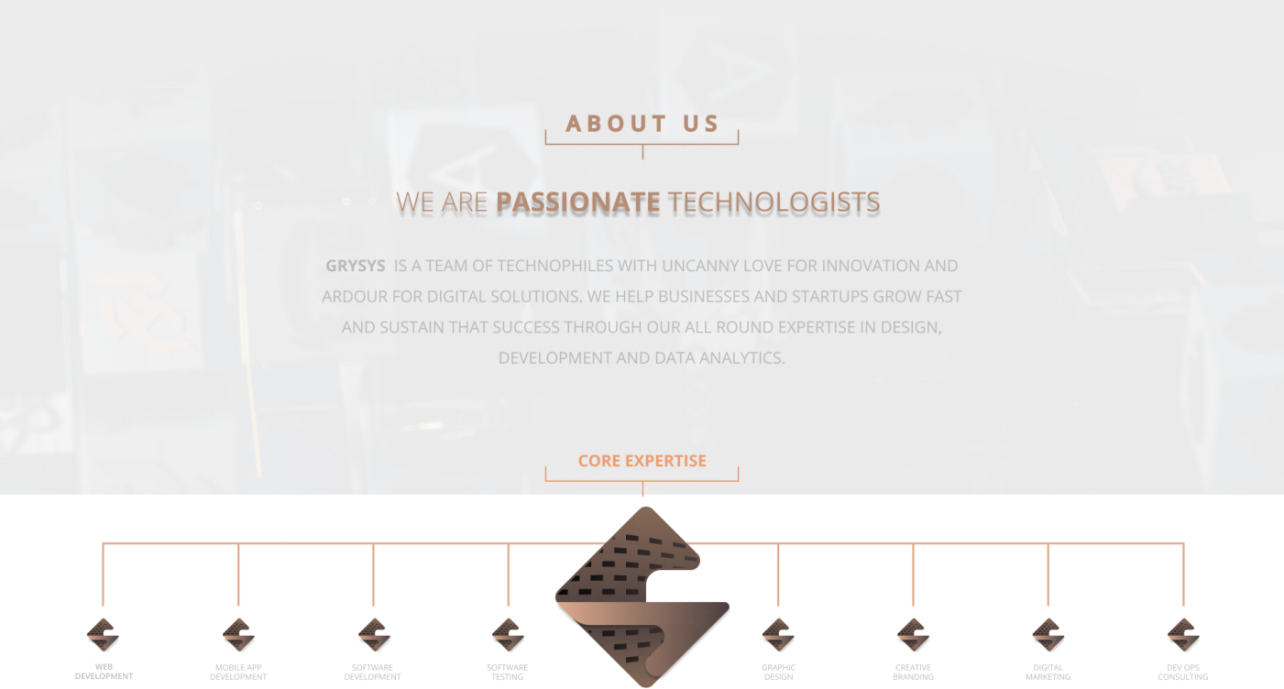 ABOUT US
WE ARE PASSIONATE TECHNOLOGISTS
GRYSYS IS A TEAM OF TECHNOPHILES WITH UNCANNY LOVE FOR INNOVATION AND
ARDOUR FOR DIGITAL SOLUTIONS. WE HELP BUSINESSES AND STARTUPS GROW FAST
AND SUSTAIN THAT SUCCESS THROUGH OUR ALL ROUND EXPERTISE IN DESIGN,
DEVELOPMENT AND DATA ANALYTICS.
CORE EXPERTISE
WEB
DEVELOPMENT
MOBILE APP
DEVELOPMENT
SOFTWARE
DEVELOPMENT
SOFTWARE
TESTING
GRAPHIC
DESIGN
CREATIVE
BRANDING
DIGITAL
MARKETING
DEV OPS
CONSULTING